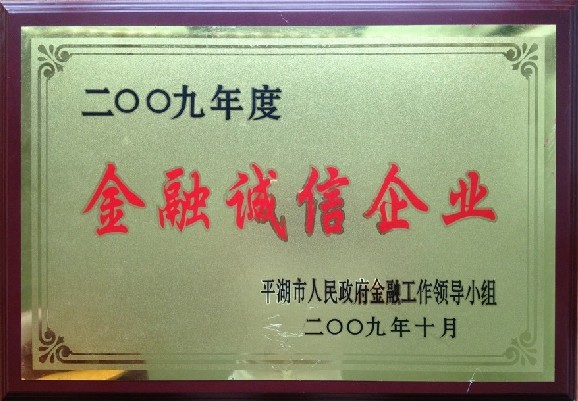 二〇〇九年度
金融诚信企业
平湖市人民政府金融工作领导小组
二〇〇九年十月